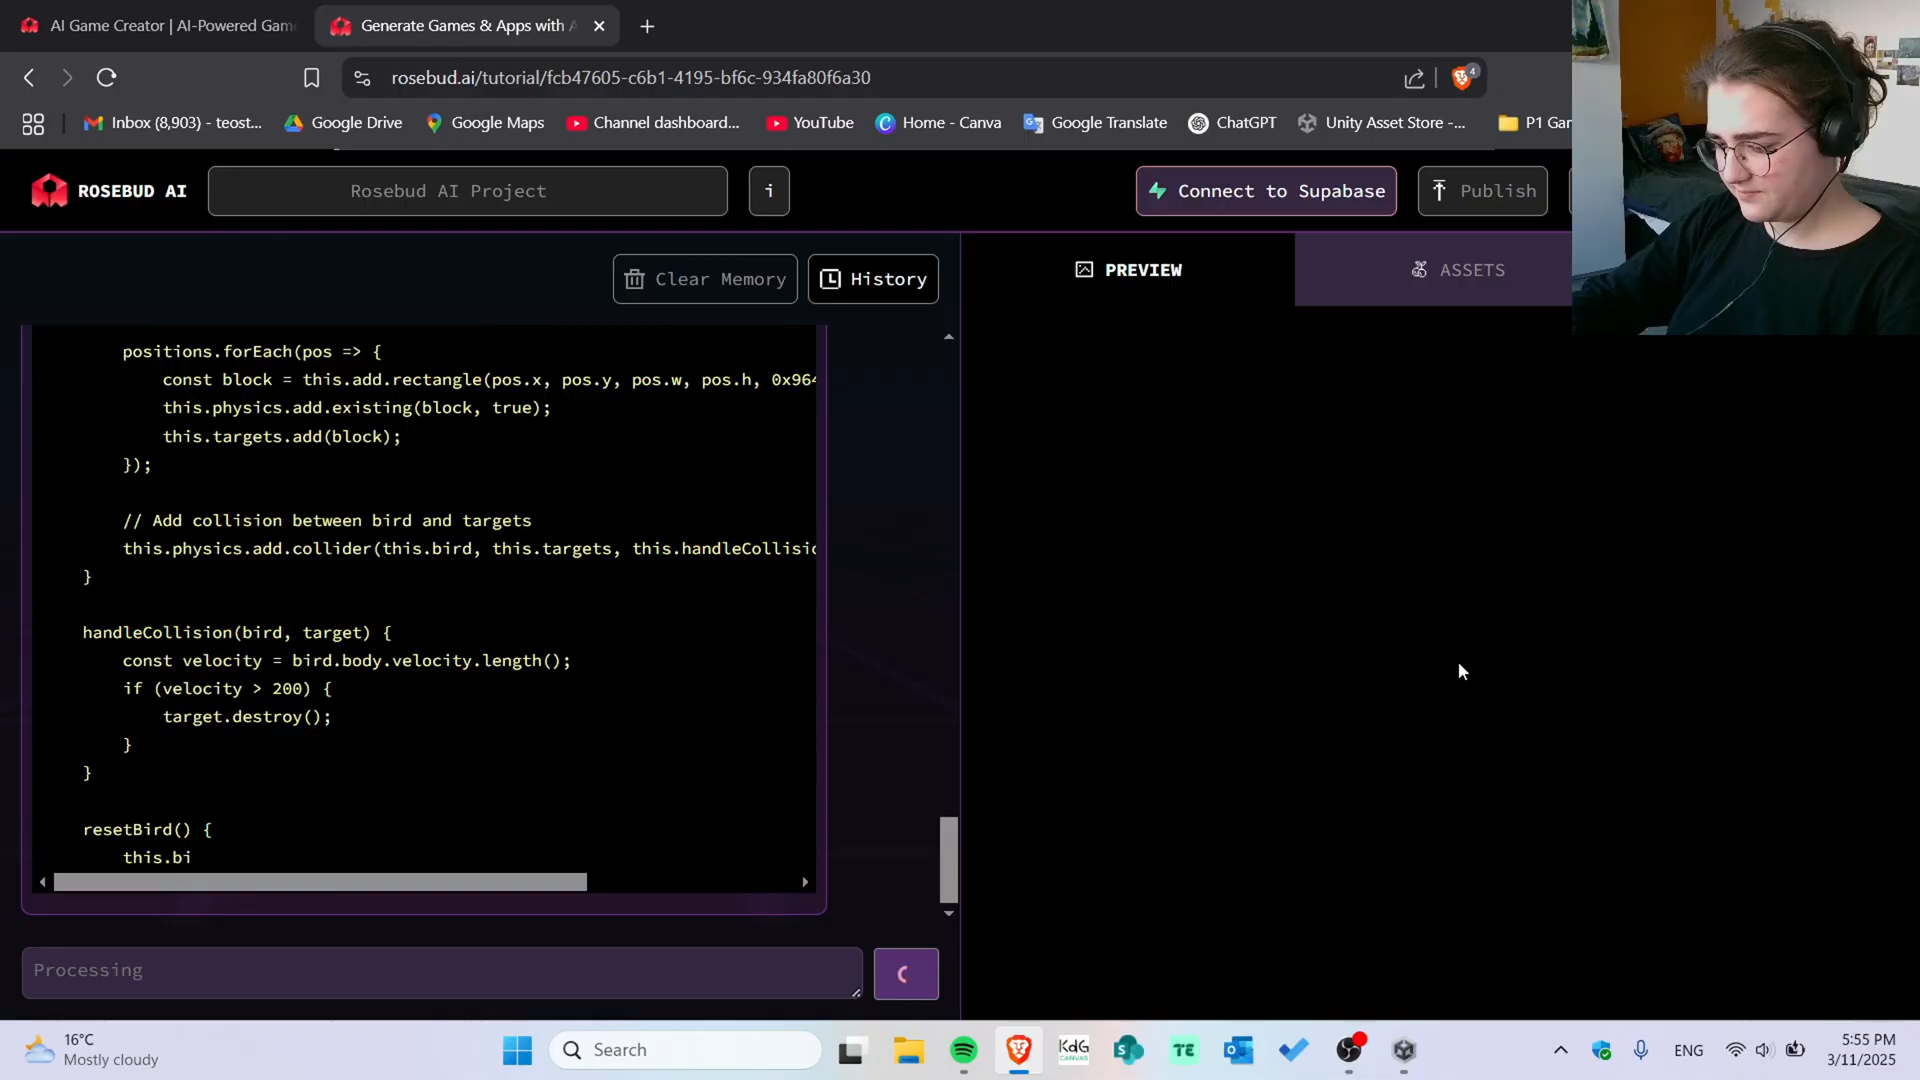 AI Game Creator | AI-Powered Gam
Generate Games & Apps with A
rosebud.ai/tutorial/fcb47605-c6b1-4195-bf6c-934fa80f6a30
4
Inbox (8,903) - teost...
Google Drive
Google Maps
Channel dashboard...
YouTube
Home - Canva
Google Translate
ChatGPT
Unity Asset Store -...
P1 Gar
ROSEBUD AI
Rosebud AI Project
i
Connect to Supabase
Publish
Clear Memory
History
PREVIEW
ASSETS
positions.forEach(pos => {
const block = this.add.rectangle(pos.x, pos.y, pos.w, pos.h, 0x964
this.physics.add.existing(block, true);
this.targets.add(block);
});
// Add collision between bird and targets
this.physics.add.collider(this.bird, this.targets, this.handleCollisio
}
handleCollision(bird, target) {
const velocity = bird.body.velocity.length();
if (velocity > 200) {
target.destroy();
}
}
resetBird() {
this.bi
Processing
16°C
Mostly cloudy
Search
KdG
CANVAS
ENG
5:55 PM
3/11/2025